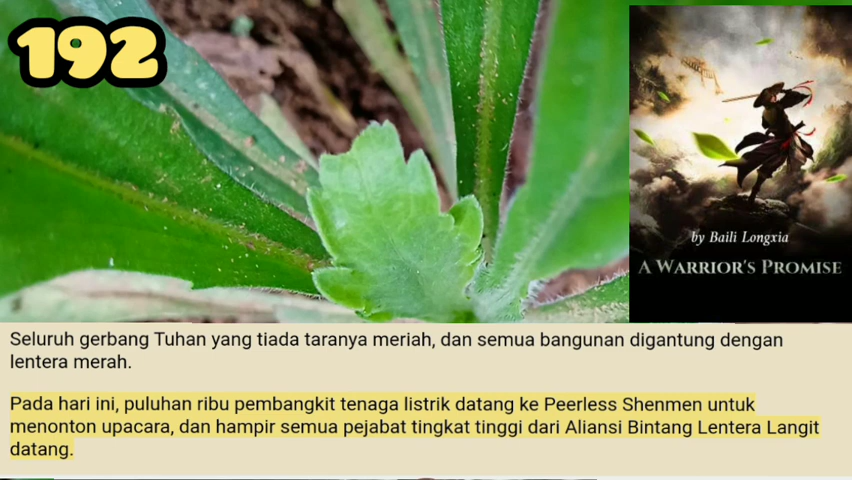 192
by Baili Longxia
A WARRIOR'S PROMISE
Seluruh gerbang Tuhan yang tiada taranya meriah, dan semua bangunan digantung dengan
lentera merah.
Pada hari ini, puluhan ribu pembangkit tenaga listrik datang ke Peerless Shenmen untuk
menonton upacara, dan hampir semua pejabat tingkat tinggi dari Aliansi Bintang Lentera Langit
datang.